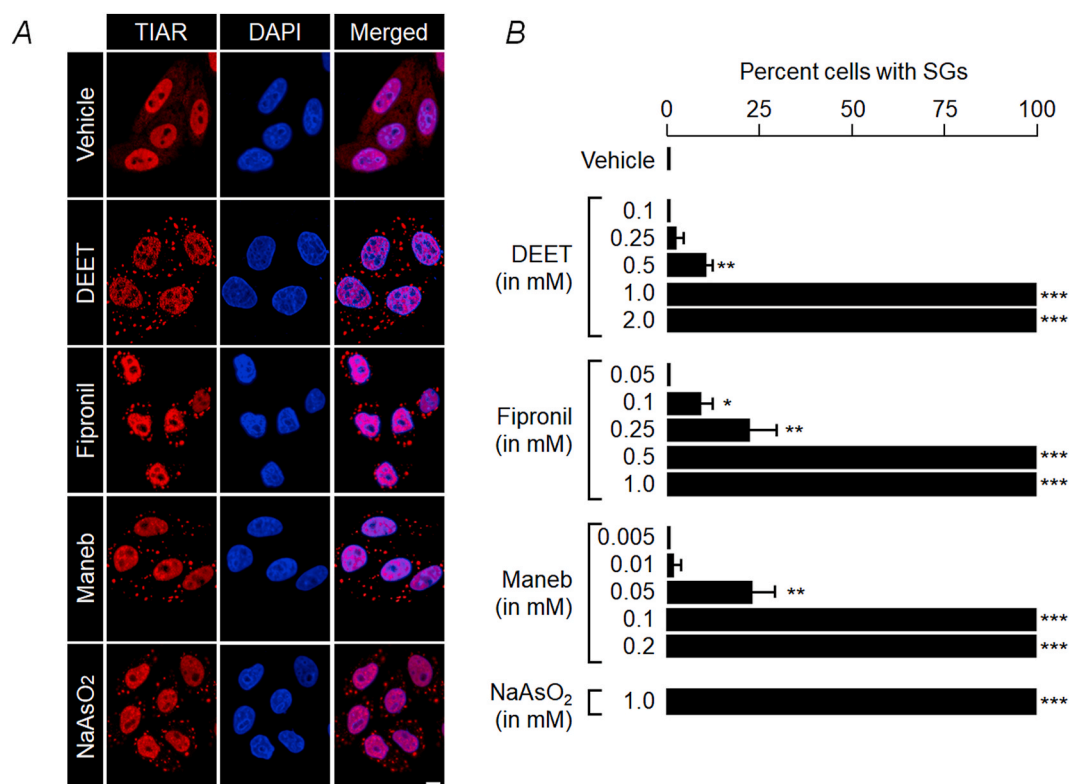 A
TIAR DAPI Merged
Vehicle
DEET
Fipronil
Maneb
NaAsO₂
B
Percent cells with SGs
0 25 50 75 100
Vehicle
DEET
(in mM)
0.1
0.25
0.5 **
1.0 ***
2.0 ***
Fipronil
(in mM)
0.05
0.1 *
0.25 **
0.5 ***
1.0 ***
Maneb
(in mM)
0.005
0.01
0.05 **
0.1 ***
0.2 ***
NaAsO₂
(in mM)
1.0 ***